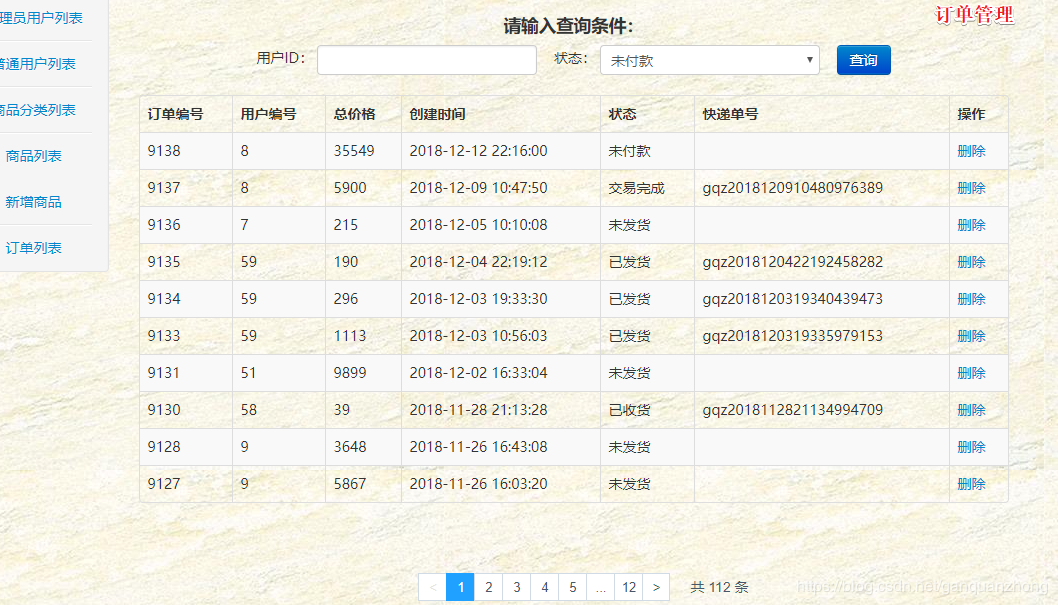 订单管理
理员用户列表
普通用户列表
商品分类列表
商品列表
新增商品
订单列表
请输入查询条件：
用户ID： 状态： 未付款 查询
订单编号 用户编号 总价格 创建时间 状态 快递单号 操作
9138 8 35549 2018-12-12 22:16:00 未付款 删除
9137 8 5900 2018-12-09 10:47:50 交易完成 gqz2018120910480976389 删除
9136 7 215 2018-12-05 10:10:08 未发货 删除
9135 59 190 2018-12-04 22:19:12 已发货 gqz2018120422192458282 删除
9134 59 296 2018-12-03 19:33:30 已发货 gqz2018120319340439473 删除
9133 59 1113 2018-12-03 10:56:03 已发货 gqz2018120319335979153 删除
9131 51 9899 2018-12-02 16:33:04 未发货 删除
9130 58 39 2018-11-28 21:13:28 已收货 gqz2018112821134994709 删除
9128 9 3648 2018-11-26 16:43:08 未发货 删除
9127 9 5867 2018-11-26 16:03:20 未发货 删除
< 1 2 3 4 5 ... 12 > 共 112 条
https://blog.csdn.net/ganquanzhong